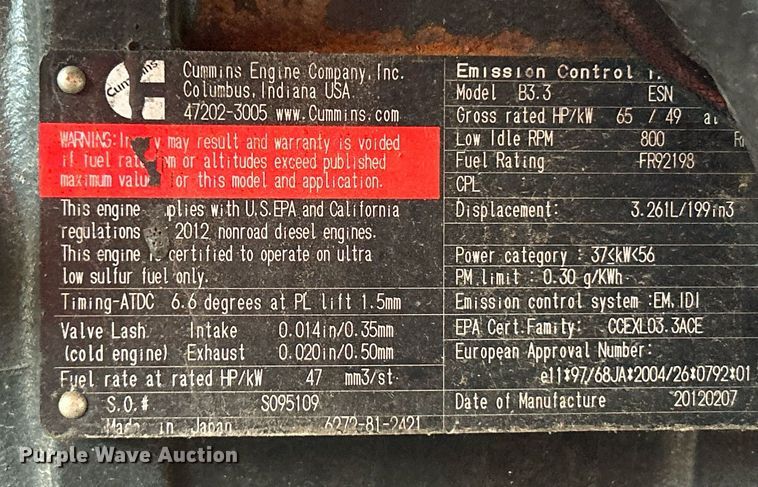 Cummins
Cummins Engine Company, Inc.
Columbus, Indiana USA
47202-3005 www.Cummins.com
WARNING: may result and warranty is voided
if fuel or altitudes exceed published
maximum for this model and application.
This engine plies with U.S.EPA and California
regulations 2012 nonroad diesel engines.
This engine certified to operate on ultra
low sulfur fuel only.
Timing-ATDC 6.6 degrees at PL lift 1.5mm
Valve Lash Intake 0.014in/0.35mm
(cold engine) Exhaust 0.020in/0.50mm
Fuel rate at rated HP/kW 47 mm3/st
S.O.# S095109
Made in Japan 6272-81-2421
Emission Control
Model B3.3 ESN
Gross rated HP/kW 65 / 49 at
Low Idle RPM 800
Fuel Rating FR92198
CPL
Displacement: 3.261L/199in3
Power category : 37≤kW<56
PM limit : 0.30 g/KWh
Emission control system :EM, IDI
EPA Cert.Family: CCEXL03.3ACE
European Approval Number:
e11*97/68JA*2004/26*0792*01
Date of Manufacture 20120207
Purple Wave Auction